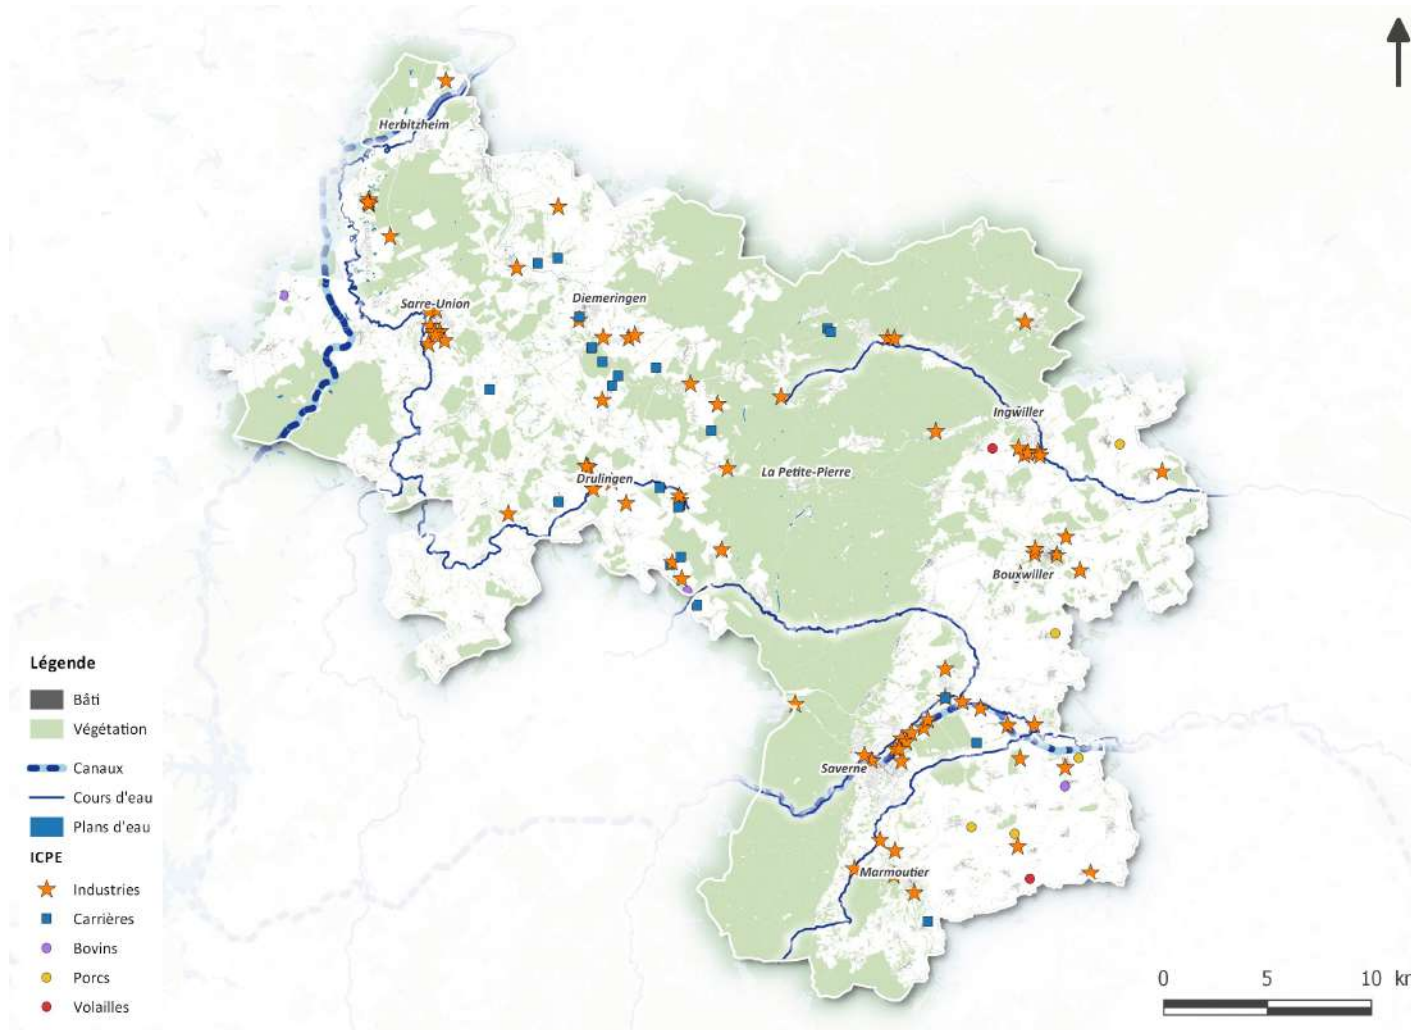 Herbitzheim
Sarre-Union
Diemeringen
Ingwiller
La Petite-Pierre
Drulingen
Bouxwiller
Saverne
Marmoutier
Légende
Bâti
Végétation
Canaux
Cours d'eau
Plans d'eau
ICPE
Industries
Carrières
Bovins
Porcs
Volailles
0 5 10 kr